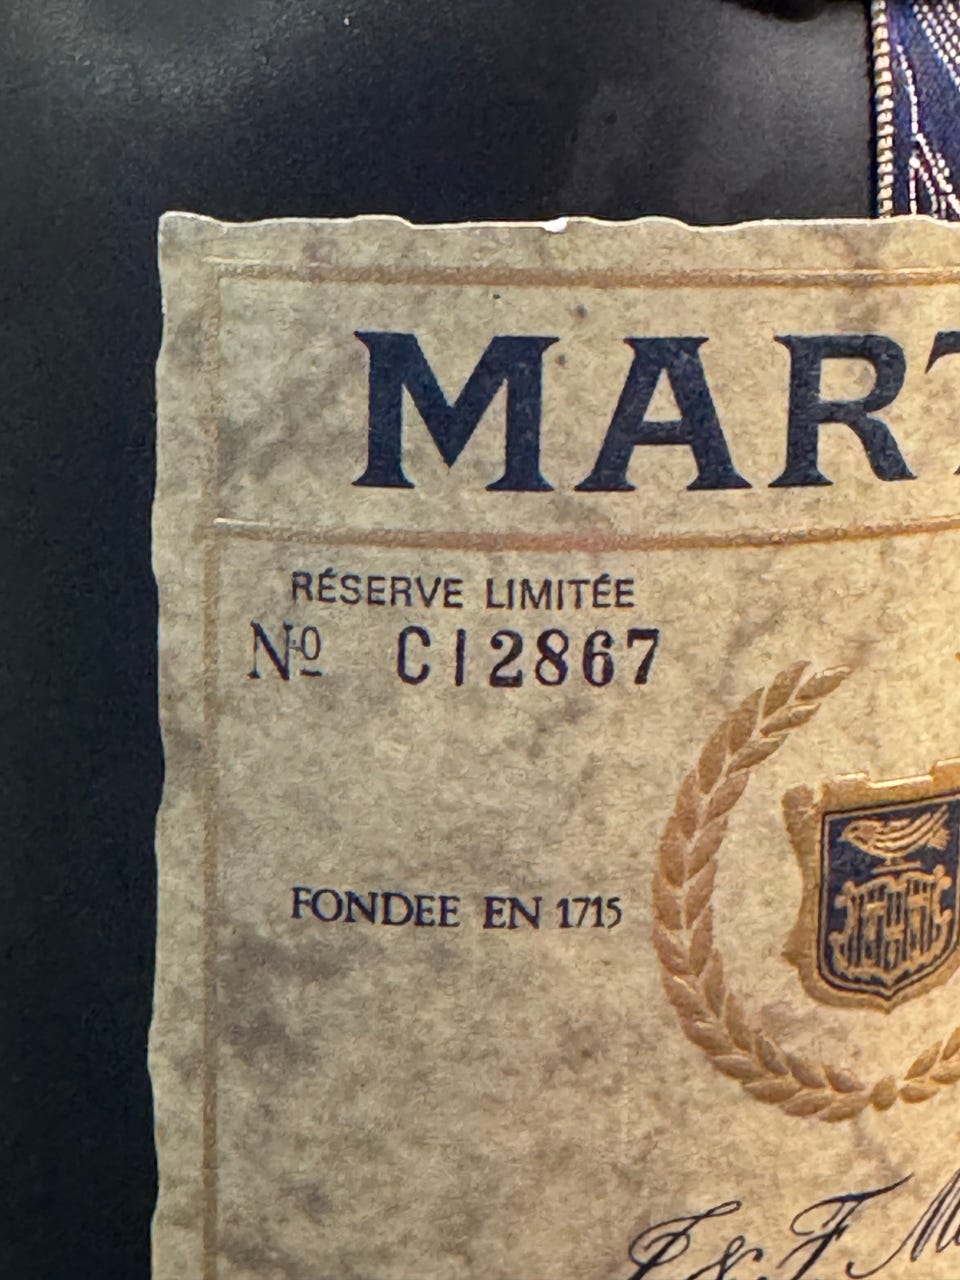 MART
RÉSERVE LIMITÉE
Nº C12867
FONDEE EN 1715
J & F M